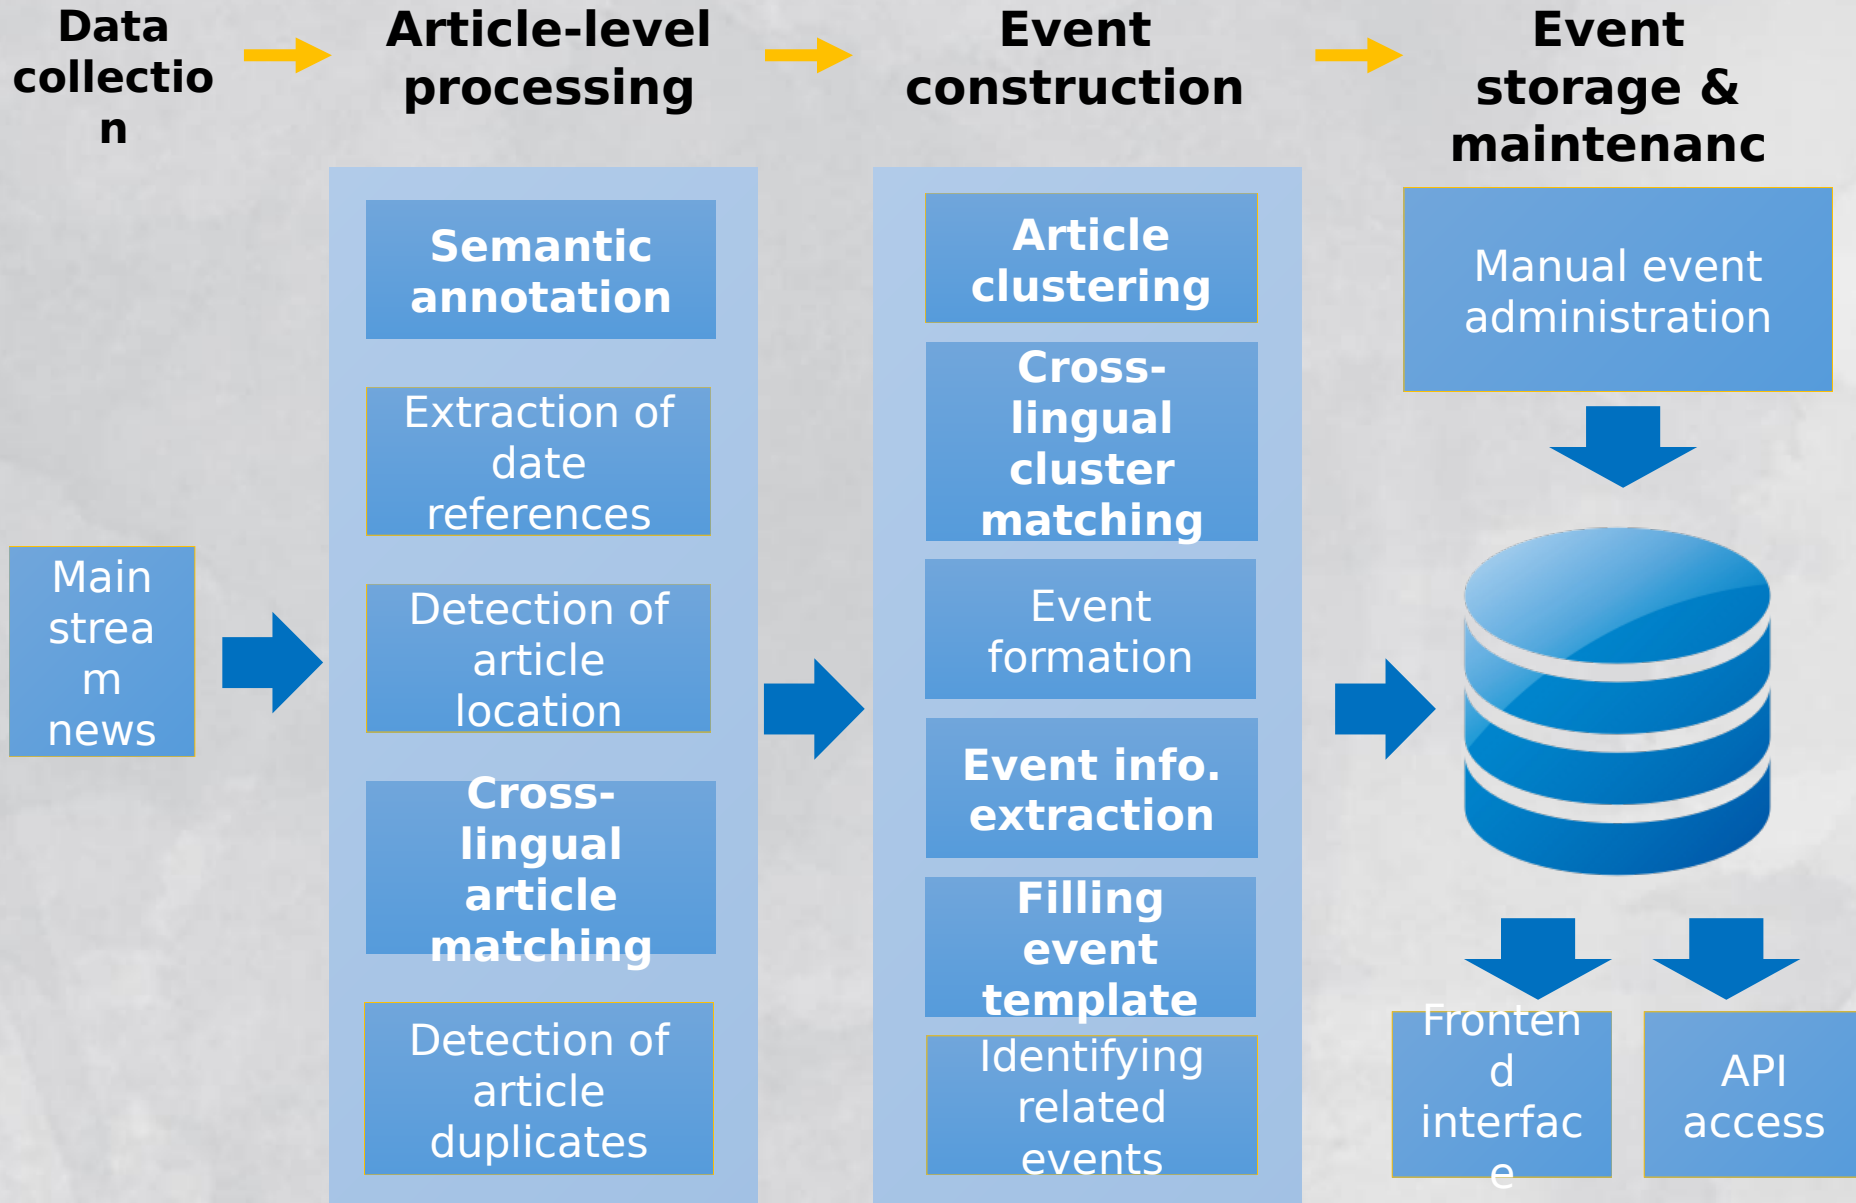 Data
collectio
n
Article-level
processing
Event
construction
Event
storage &
maintenanc
Main
strea
m
news
Semantic
annotation
Extraction of
date
references
Detection of
article
location
Cross-
lingual
article
matching
Detection of
article
duplicates
Article
clustering
Cross-
lingual
cluster
matching
Event
formation
Event info.
extraction
Filling
event
template
Identifying
related
events
Manual event
administration
Fronten
d
interfac
e
API
access